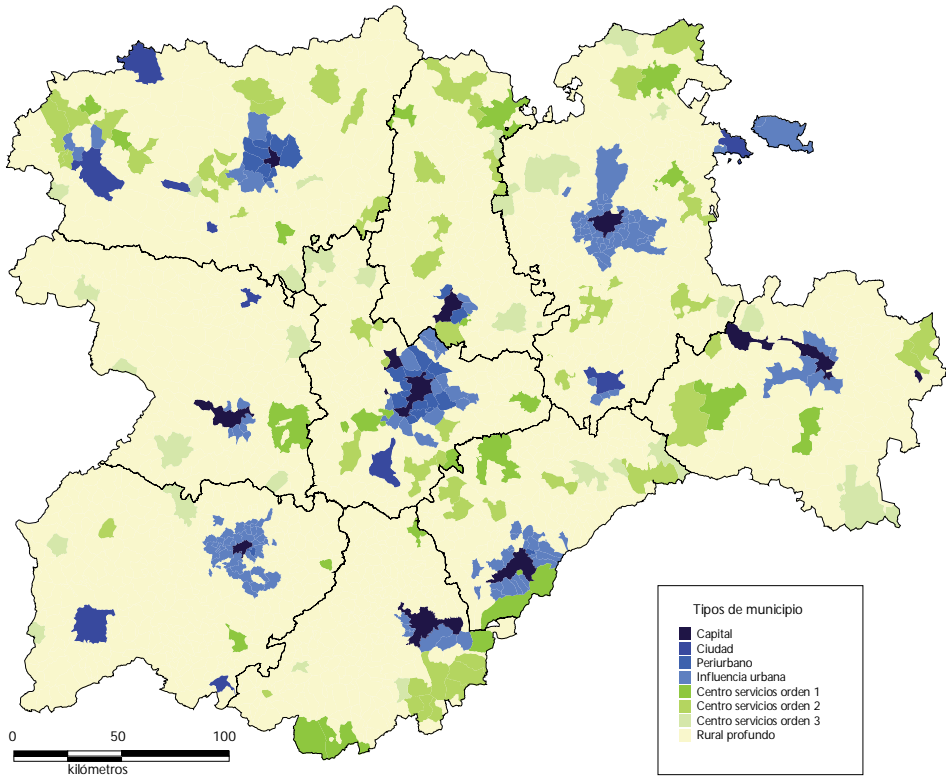 Tipos de municipio
Capital
Ciudad
Periurbano
Influencia urbana
Centro servicios orden 1
Centro servicios orden 2
Centro servicios orden 3
Rural profundo
0 50 100
kilómetros